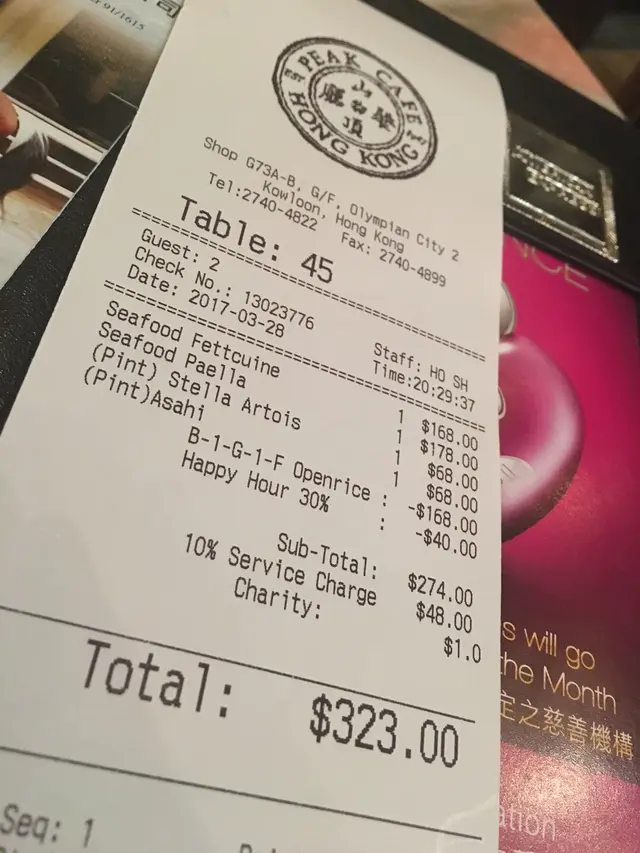 91/1615
PEAK CAFE
HONG KONG
山頂
餐廳
Shop G73A-B, G/F, Olympian City 2
Kowloon, Hong Kong
Tel:2740-4822 Fax: 2740-4899
Table: 45
Guest: 2
Check No.: 13023776 Staff: HO SH
Date: 2017-03-28 Time:20:29:37
Seafood Fettcuine 1 $168.00
Seafood Paella 1 $178.00
(Pint) Stella Artois 1 $68.00
(Pint)Asahi 1 $68.00
B-1-G-1-F Openrice : -$168.00
Happy Hour 30% : -$40.00
Sub-Total: $274.00
10% Service Charge $48.00
Charity: $1.0
Total: $323.00
Seq: 1
NCE
s will go
the Month
定之慈善機構
ation